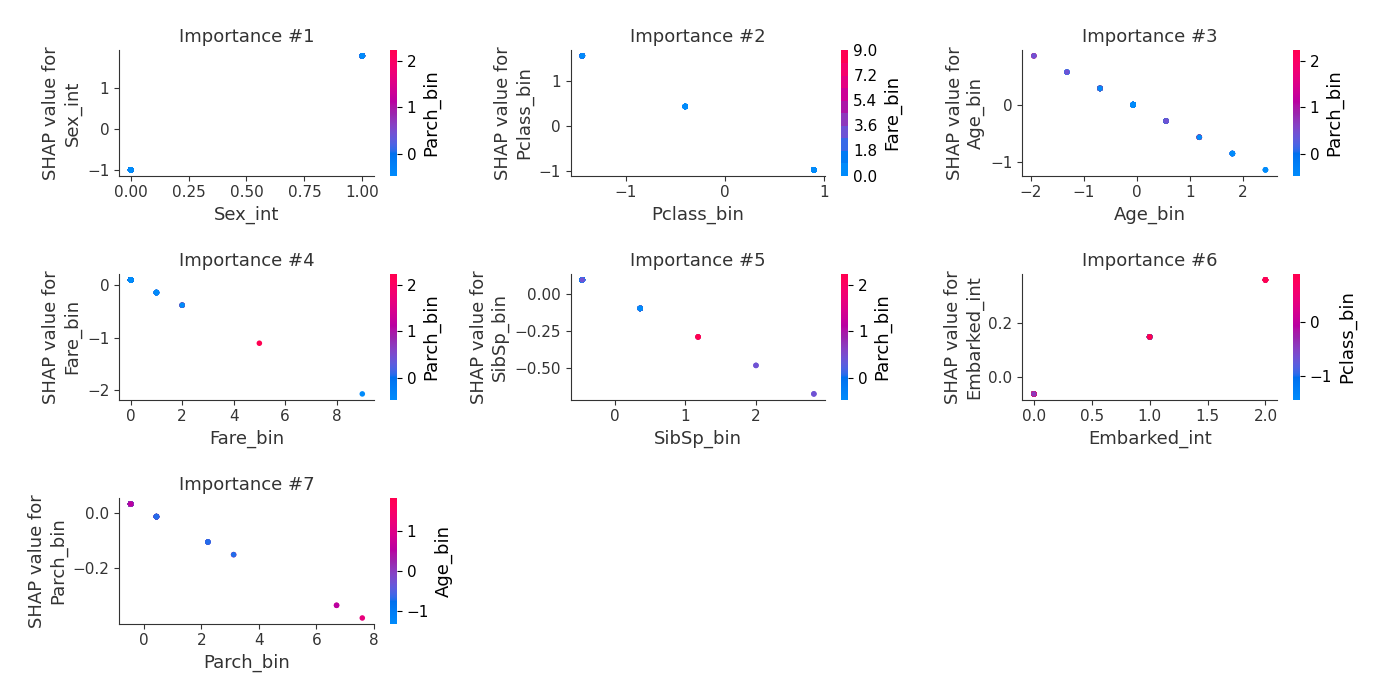 Importance #1
SHAP value for
Sex_int
1
0
−1
0.00 0.25 0.50 0.75 1.00
Sex_int
2
1
0
Parch_bin
Importance #2
SHAP value for
Pclass_bin
1
0
−1
−1 0 1
Pclass_bin
9.0
7.2
5.4
3.6
1.8
0.0
Fare_bin
Importance #3
SHAP value for
Age_bin
0
−1
−2 −1 0 1 2
Age_bin
2
1
0
Parch_bin
Importance #4
SHAP value for
Fare_bin
0
−1
−2
0 2 4 6 8
Fare_bin
2
1
0
Parch_bin
Importance #5
SHAP value for
SibSp_bin
0.00
−0.25
−0.50
0 1 2
SibSp_bin
2
1
0
Parch_bin
Importance #6
SHAP value for
Embarked_int
0.2
0.0
0.0 0.5 1.0 1.5 2.0
Embarked_int
0
−1
Pclass_bin
Importance #7
SHAP value for
Parch_bin
0.0
−0.2
0 2 4 6 8
Parch_bin
1
0
−1
Age_bin